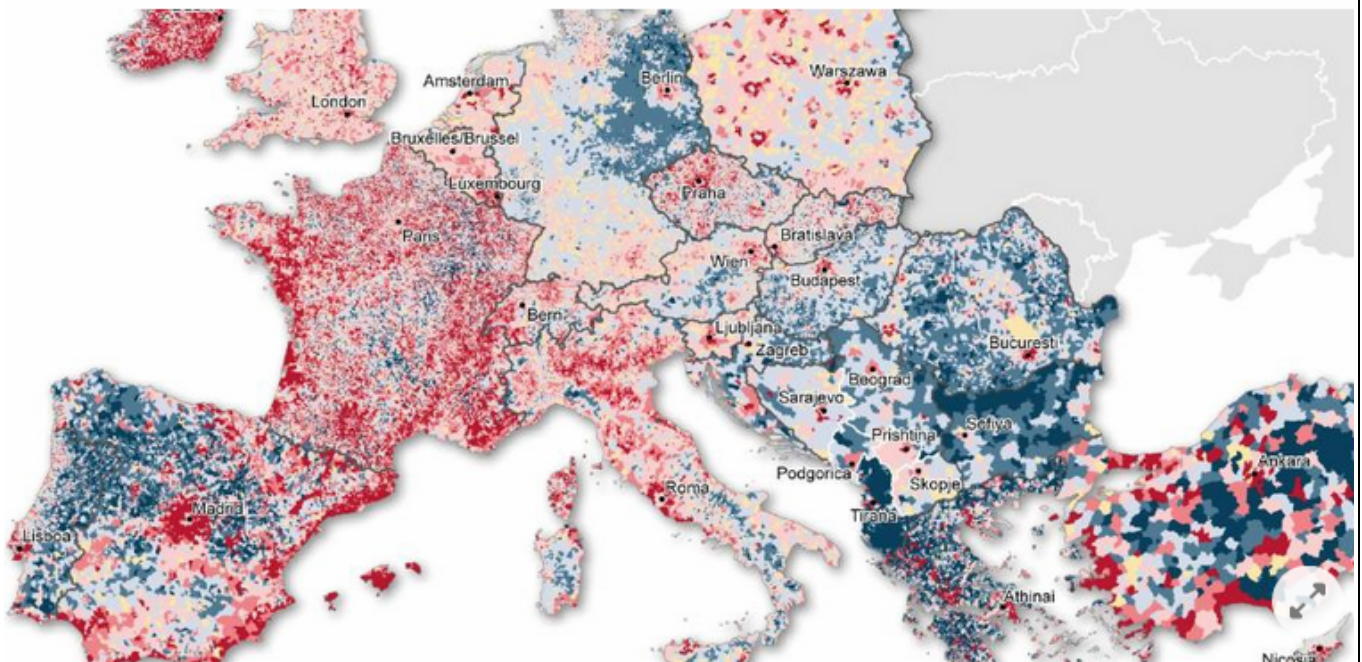 Berlin
Warszawa
Amsterdam
London
Bruxelles/Brussel
Luxembourg
Praha
Paris
Bratislava
Wien
Budapest
Bern
Ljubljana
Zagreb
Bucuresti
Beograd
Sarajevo
Sofiya
Prishtina
Podgorica
Skopje
Ankara
Roma
Madrid
Tirana
Lisboa
Athinai
Nicosia